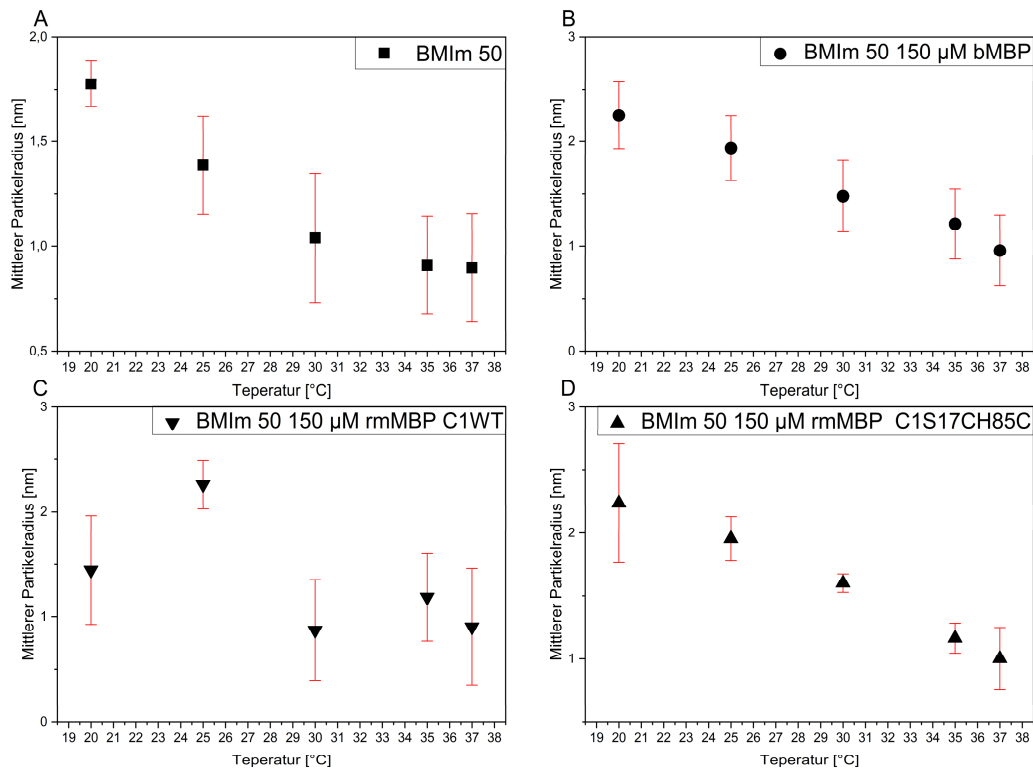 A
BMIm 50
Mittlerer Partikelradius [nm]
2,0
1,5
1,0
0,5
19 20 21 22 23 24 25 26 27 28 29 30 31 32 33 34 35 36 37 38
Teperatur [°C]
B
BMIm 50 150 µM bMBP
Mittlerer Partikelradius [nm]
3
2
1
0
19 20 21 22 23 24 25 26 27 28 29 30 31 32 33 34 35 36 37 38
Teperatur [°C]
C
BMIm 50 150 µM rmMBP C1WT
Mittlerer Partikelradius [nm]
3
2
1
0
19 20 21 22 23 24 25 26 27 28 29 30 31 32 33 34 35 36 37 38
Teperatur [°C]
D
BMIm 50 150 µM rmMBP C1S17CH85C
Mittlerer Partikelradius [nm]
3
2
1
19 20 21 22 23 24 25 26 27 28 29 30 31 32 33 34 35 36 37 38
Teperatur [°C]